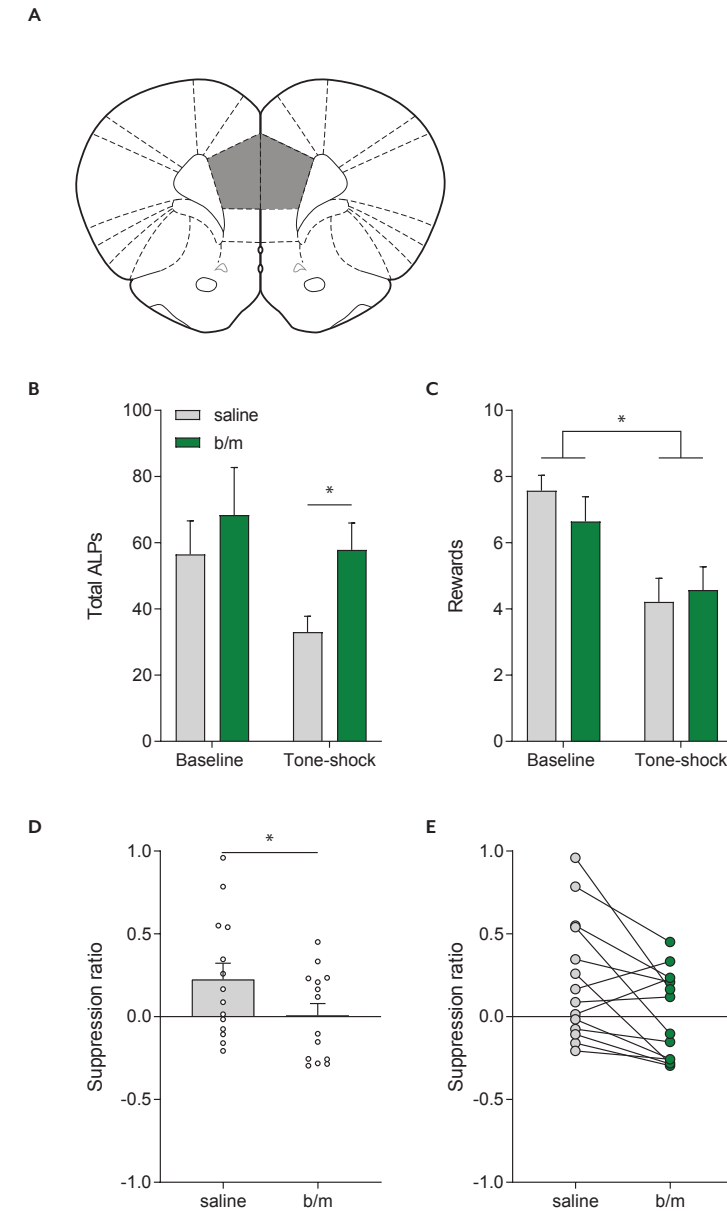 A
B
Total ALPs
100
80
60
40
20
0
saline
b/m
*
Baseline
Tone-shock
C
Rewards
10
8
6
4
2
0
*
Baseline
Tone-shock
D
Suppression ratio
1.0
0.5
0.0
-0.5
-1.0
*
saline
b/m
E
Suppression ratio
1.0
0.5
0.0
-0.5
-1.0
saline
b/m